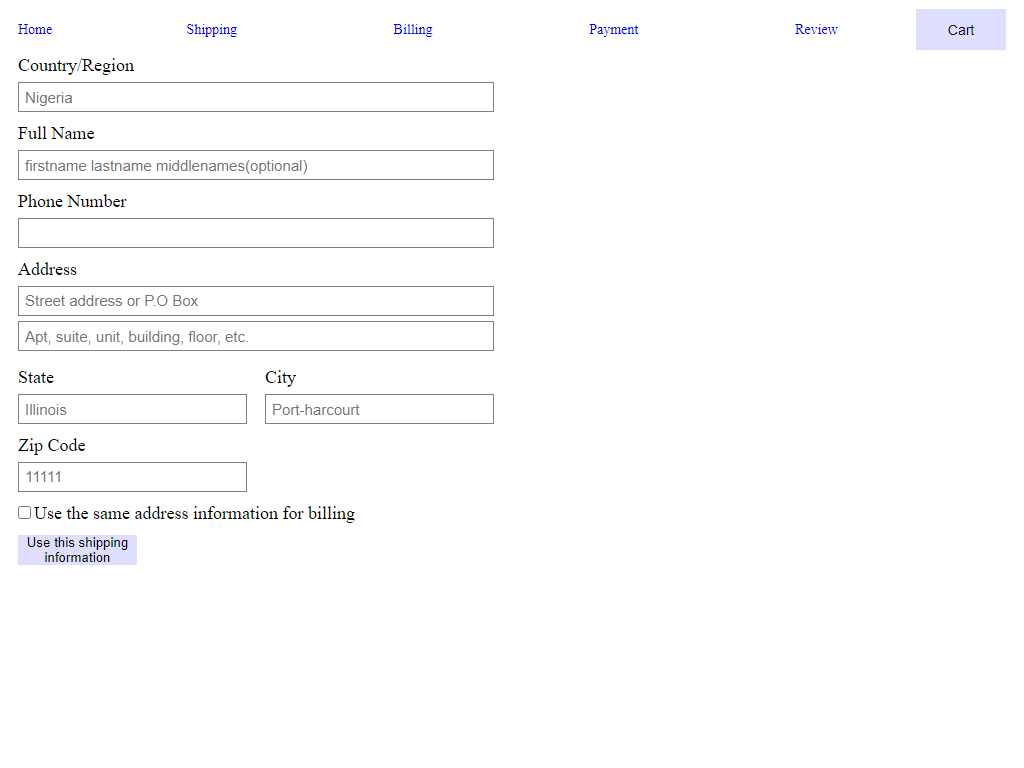 Home Shipping Billing Payment Review Cart
Country/Region
Nigeria
Full Name
firstname lastname middlenames(optional)
Phone Number
Address
Street address or P.O Box
Apt, suite, unit, building, floor, etc.
State City
Illinois Port-harcourt
Zip Code
11111
Use the same address information for billing
Use this shipping
information